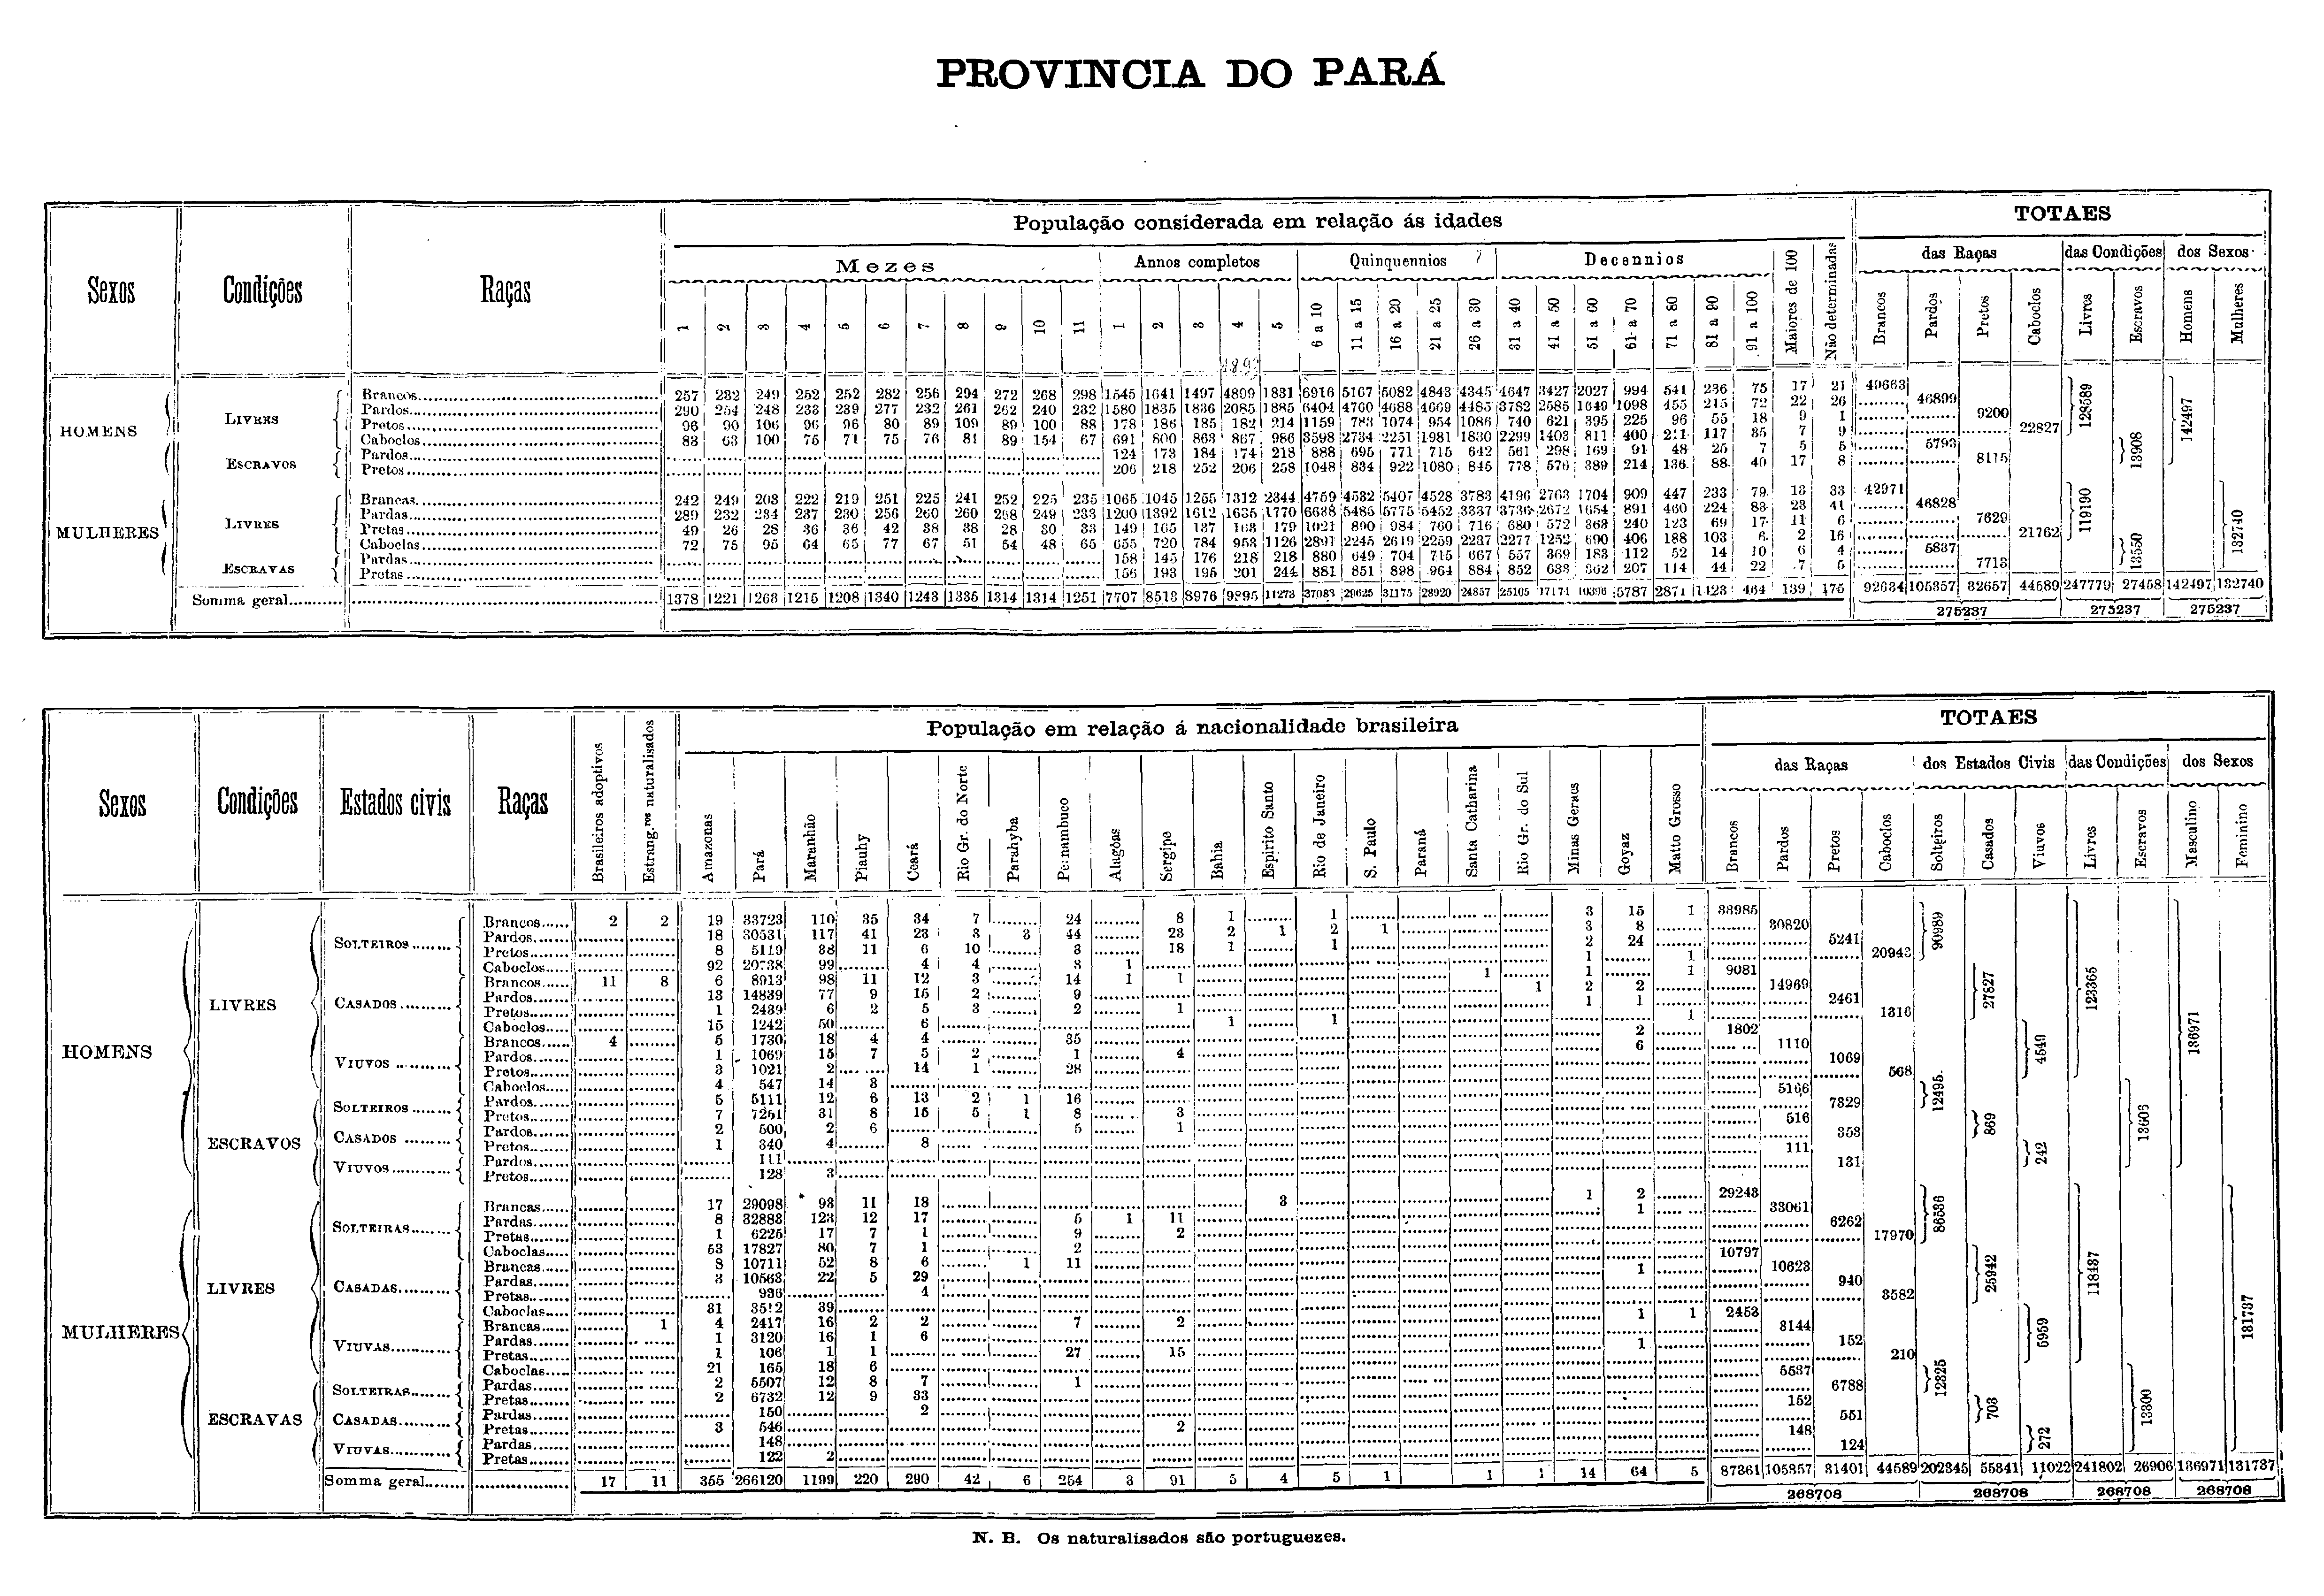 PROVINCIA DO PARÁ
População considerada em relação ás idades
TOTAES
Sexos Condições Raças
Mezes Annos completos Quinquennios Decennios Maiores de 100 Não determinadas
das Raças das Condições dos Sexos
1 2 3 4 5 6 7 8 9 10 11 1 2 3 4 5 6 a 10 11 a 15 16 a 20 21 a 25 26 a 30 31 a 40 41 a 50 51 a 60 61 a 70 71 a 80 81 a 90 91 a 100
Brancos Pardos Pretos Caboclos Livres Escravos Homens Mulheres
HOMENS
LIVRES
Brancos 257 232 249 252 252 282 256 294 272 268 298 1545 1641 1497 4809 1831 6916 5167 5082 4843 4345 4647 3427 2027 994 541 236 75 17 21 49663
Pardos 290 254 248 233 239 277 232 261 262 240 232 1580 1835 1836 2085 1885 6404 4760 4688 4669 4485 3782 2585 1649 1098 455 215 72 22 26 46899
Pretos 96 90 106 96 96 80 89 109 89 100 88 178 186 185 182 214 1159 783 1074 954 1086 740 621 395 225 96 55 18 9 1 9200
Caboclos 83 63 100 75 71 75 76 81 89 154 67 691 800 863 867 986 3598 2734 2251 1981 1830 2299 1403 811 400 211 117 35 7 9 22827
128589
142497
ESCRAVOS
Pardos 124 173 184 174 218 888 695 771 715 642 561 298 169 91 48 25 7 5 5 5793
Pretos 206 218 252 206 258 1048 834 922 1080 845 778 576 389 214 136 88 40 17 8 8115
13908
MULHERES
LIVRES
Brancas 242 249 203 222 219 251 225 241 252 225 235 1065 1045 1255 1312 2344 4759 4532 5407 4528 3783 4196 2763 1704 909 447 233 79 13 33 42971
Pardas 289 232 234 237 230 256 260 260 298 249 233 1200 1392 1612 1635 1770 6638 5485 5775 5452 3337 3736 2672 1654 891 460 224 83 23 41 46828
Pretas 49 26 28 36 36 42 38 38 28 30 33 149 165 137 163 179 1021 890 984 760 716 680 572 363 240 123 69 17 11 6 7629
Caboclas 72 75 95 64 65 77 67 51 54 48 65 655 720 784 953 1126 2891 2245 2619 2259 2237 2277 1252 690 406 188 103 6 2 16 21762
119190
132740
ESCRAVAS
Pardas 158 145 176 218 218 880 649 704 715 667 557 369 183 112 52 14 10 6 4 5837
Pretas 156 193 195 201 244 881 851 898 964 884 852 633 362 207 114 44 22 7 5 7713
13550
Somma geral 1378 1221 1263 1215 1208 1340 1243 1335 1314 1314 1251 7707 8513 8976 9895 11273 37083 29625 31175 28920 24857 25105 17171 10396 5787 2871 1423 464 139 175 92634 105357 32657 44589 247779 27458 142497 132740
275237 275237 275237
População em relação á nacionalidade brasileira
TOTAES
Sexos Condições Estados civis Raças Brasileiros adoptivos Estrang.ros naturalisados
das Raças dos Estados Civis das Condições dos Sexos
Amazonas Pará Maranhão Piauhy Ceará Rio Gr. do Norte Parahyba Pernambuco Alagôas Sergipe Bahia Espirito Santo Rio de Janeiro S. Paulo Paraná Santa Catharina Rio Gr. do Sul Minas Geraes Goyaz Matto Grosso
Brancos Pardos Pretos Caboclos Solteiros Casados Viuvos Livres Escravos Masculino Feminino
HOMENS
LIVRES
SOLTEIROS
Brancos 2 2 19 33723 110 35 34 7 24 8 1 1 3 15 1 33985
Pardos 18 30531 117 41 23 3 3 44 23 2 1 2 1 3 8 30820
Pretos 8 5119 38 11 6 10 3 18 1 1 2 24 5241
Caboclos 92 20738 99 4 4 3 1 1 1 20943
90989
CASADOS
Brancos 11 8 6 8913 98 11 12 3 14 1 1 1 1 1 9081
Pardos 13 14839 77 9 15 2 9 1 2 2 14969
Pretos 1 2439 6 2 5 3 2 1 1 1 2461
Caboclos 15 1242 50 6 1 1 1 1316
27827
VIUVOS
Brancos 4 5 1730 18 4 4 35 2 1802
Pardos 1 1069 15 7 5 2 1 4 6 1110
Pretos 3 1021 2 14 1 28 1069
Caboclos 4 547 14 3 568
4549
123365
136971
ESCRAVOS
SOLTEIROS
Pardos 5 5111 12 6 13 2 1 16 5166
Pretos 7 7251 31 8 15 5 1 8 3 7329
12495
CASADOS
Pardos 2 500 2 6 5 1 516
Pretos 1 340 4 8 353
869
VIUVOS
Pardos 111 111
Pretos 128 3 131
242
13606
MULHERES
LIVRES
SOLTEIRAS
Brancas 17 29098 98 11 18 3 1 2 29248
Pardas 8 32883 123 12 17 5 1 11 1 33061
Pretas 1 6225 17 7 1 9 2 6262
Caboclas 53 17827 80 7 1 2 17970
86536
CASADAS
Brancas 8 10711 52 8 6 1 11 10797
Pardas 3 10563 22 5 29 1 10623
Pretas 936 4 940
Caboclas 31 3512 39 3582
25942
VIUVAS
Brancas 1 4 2417 16 2 2 7 2 1 1 2453
Pardas 1 3120 16 1 6 3144
Pretas 1 106 1 1 27 15 1 152
Caboclas 21 165 18 6 210
5959
118437
131737
ESCRAVAS
SOLTEIRAS
Pardas 2 5507 12 8 7 1 5537
Pretas 2 6732 12 9 33 6788
12325
CASADAS
Pardas 150 2 152
Pretas 3 546 2 551
703
VIUVAS
Pardas 148 148
Pretas 122 2 124
272
13300
Somma geral 17 11 355 266120 1199 220 290 42 6 254 3 91 5 4 5 1 1 1 14 64 5 87361 105357 31401 44589 202345 55341 11022 241802 26906 136971 131737
268708 268708 268708 268708
N. B. Os naturalisados são portuguezes.